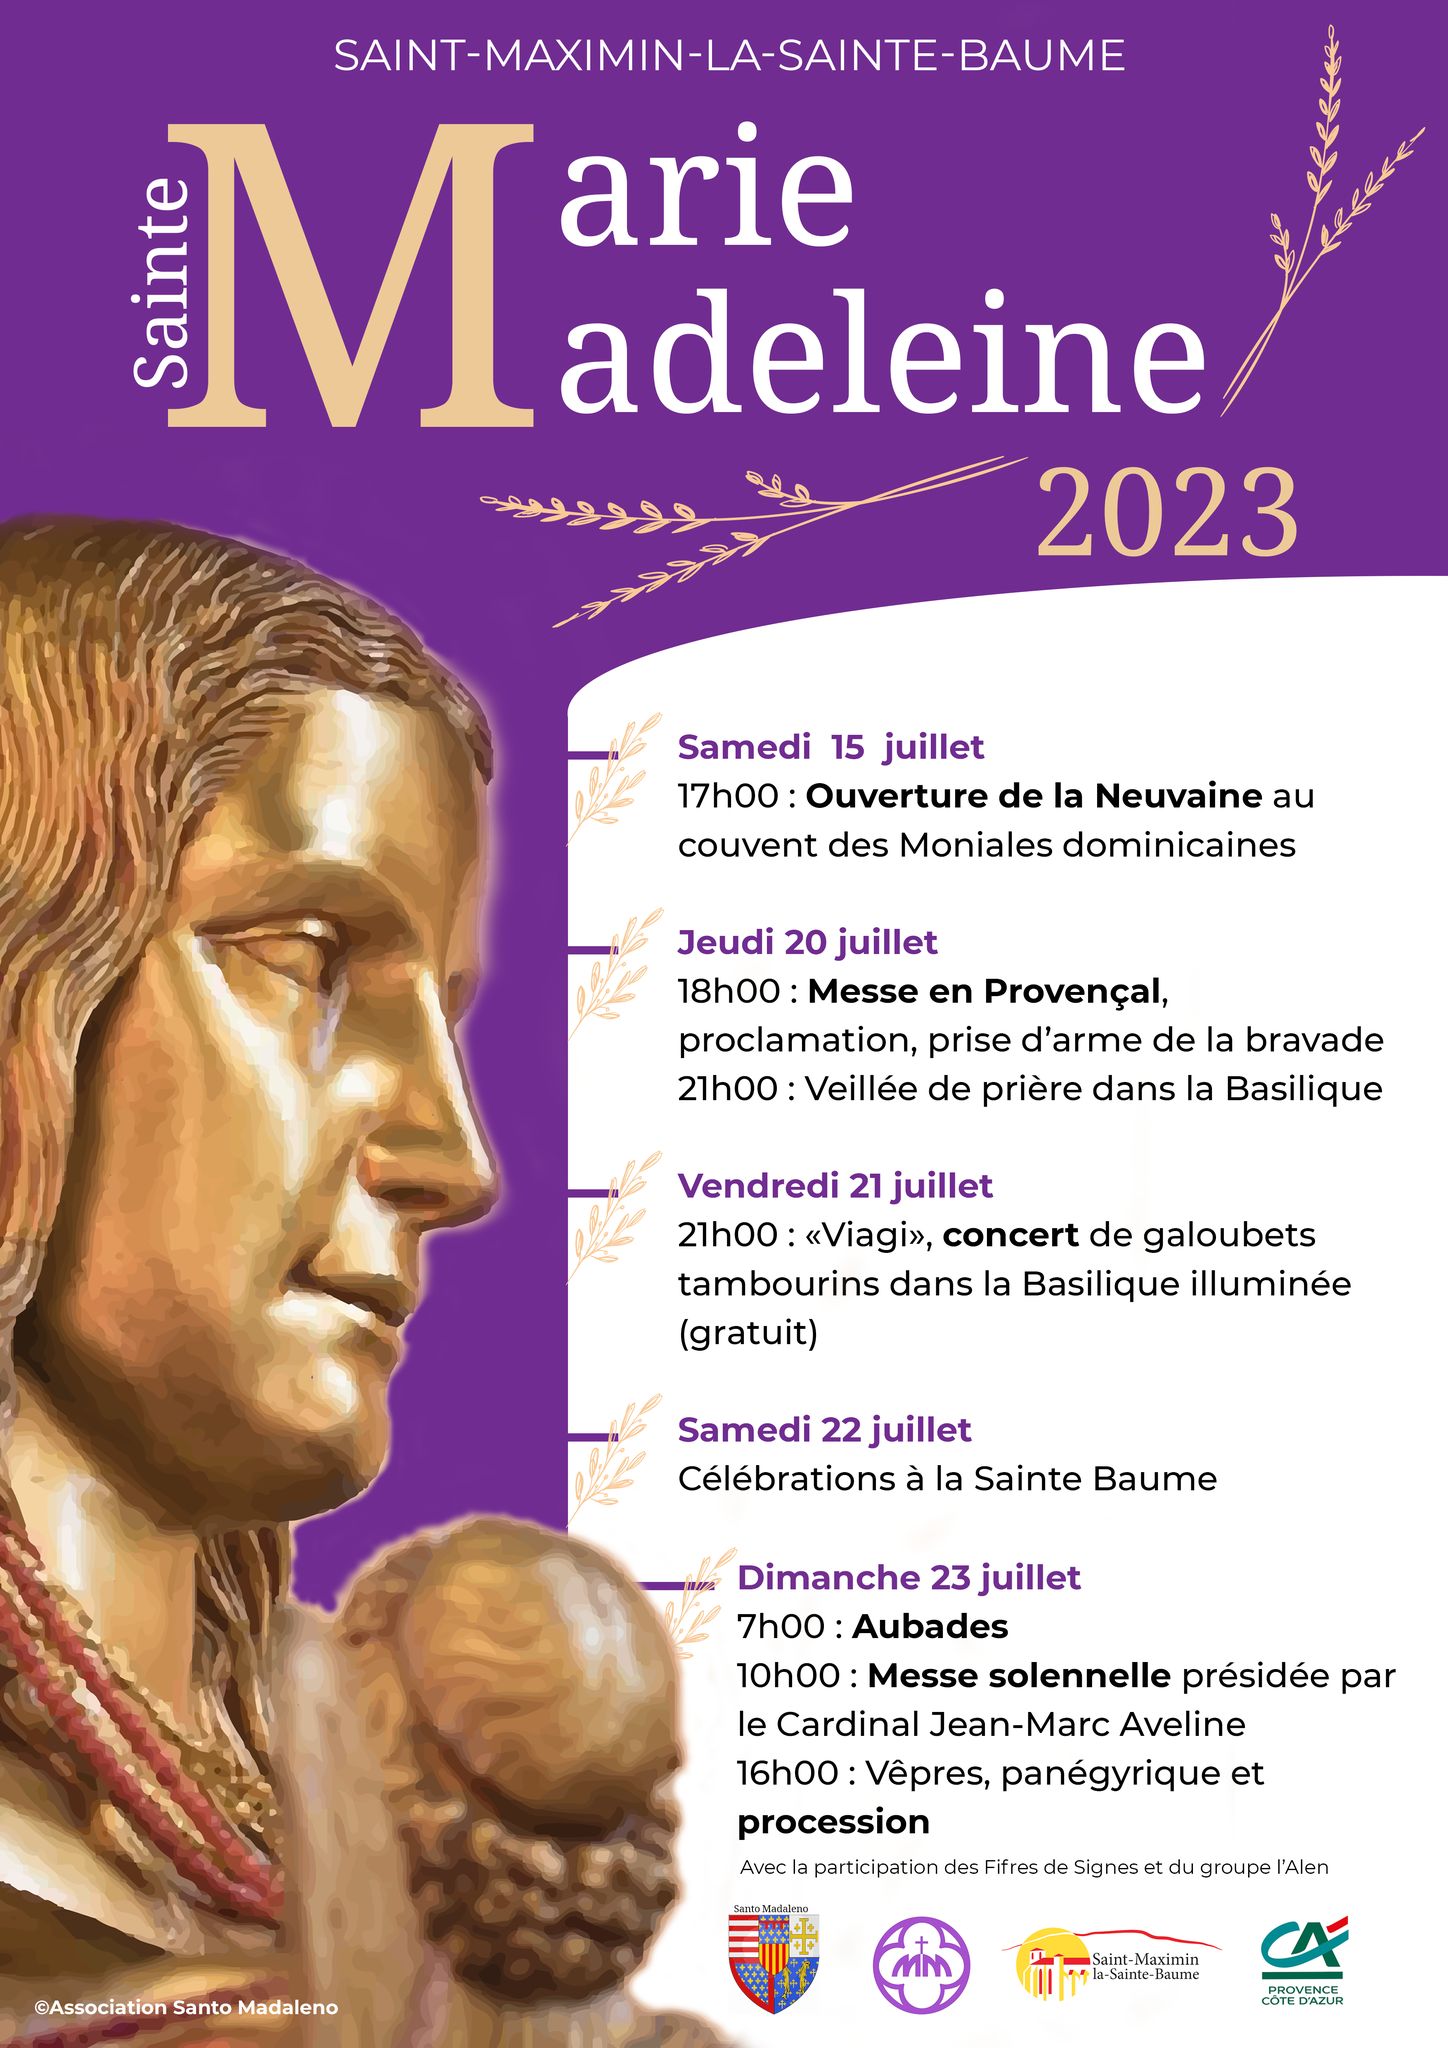 SAINT-MAXIMIN-LA-SAINTE-BAUME
Sainte
Marie
Madeleine
2023
Samedi 15 juillet
17h00 : Ouverture de la Neuvaine au
couvent des Moniales dominicaines
Jeudi 20 juillet
18h00 : Messe en Provençal,
proclamation, prise d'arme de la bravade
21h00 : Veillée de prière dans la Basilique
Vendredi 21 juillet
21h00 : «Viagi», concert de galoubets
tambourins dans la Basilique illuminée
(gratuit)
Samedi 22 juillet
Célébrations à la Sainte Baume
Dimanche 23 juillet
7h00 : Aubades
10h00 : Messe solennelle présidée par
le Cardinal Jean-Marc Aveline
16h00 : Vêpres, panégyrique et
procession
Avec la participation des Fifres de Signes et du groupe l'Alen
Santo Madaleno
MM
Saint-Maximin
la-Sainte-Baume
CA
PROVENCE
CÔTE D'AZUR
©Association Santo Madaleno